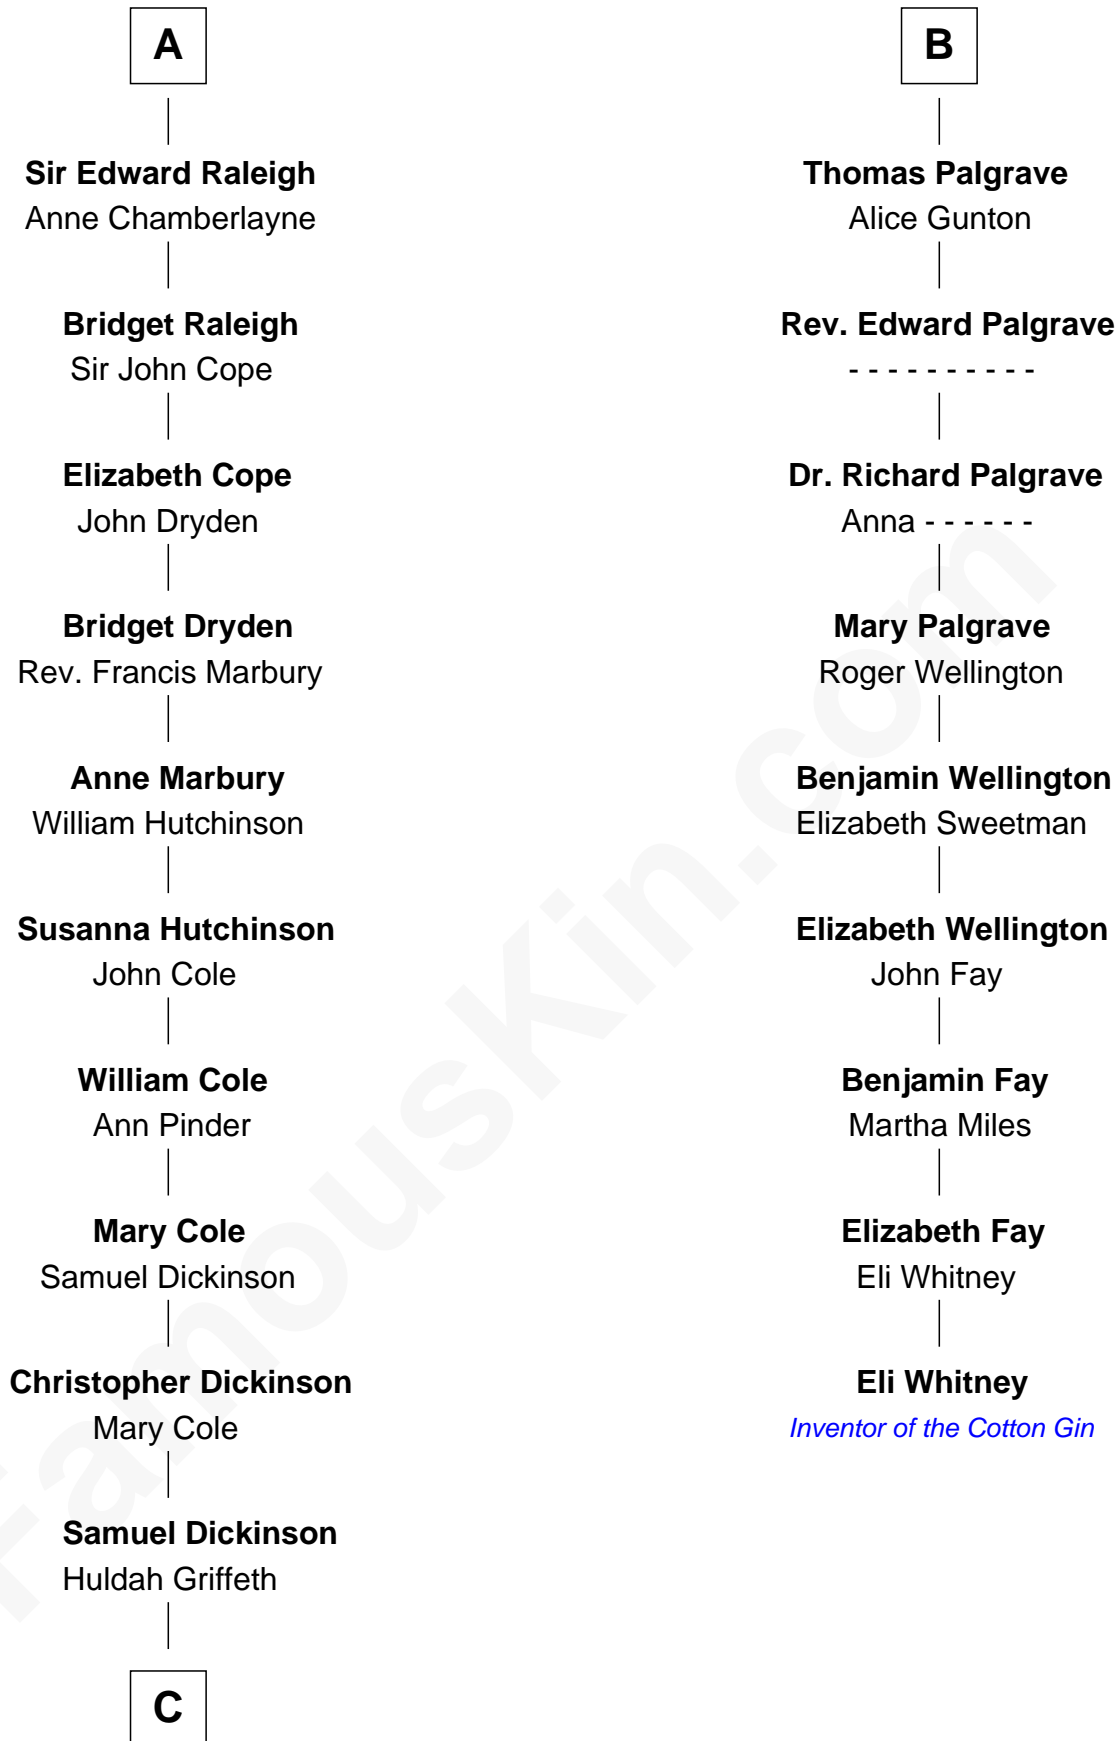 A
Sir Edward Raleigh
Anne Chamberlayne
Bridget Raleigh
Sir John Cope
Elizabeth Cope
John Dryden
Bridget Dryden
Rev. Francis Marbury
Anne Marbury
William Hutchinson
Susanna Hutchinson
John Cole
William Cole
Ann Pinder
Mary Cole
Samuel Dickinson
Christopher Dickinson
Mary Cole
Samuel Dickinson
Huldah Griffeth
C
B
Thomas Palgrave
Alice Gunton
Rev. Edward Palgrave
- - - - - - - - - -
Dr. Richard Palgrave
Anna - - - - - -
Mary Palgrave
Roger Wellington
Benjamin Wellington
Elizabeth Sweetman
Elizabeth Wellington
John Fay
Benjamin Fay
Martha Miles
Elizabeth Fay
Eli Whitney
Eli Whitney
Inventor of the Cotton Gin
FamousKin.com